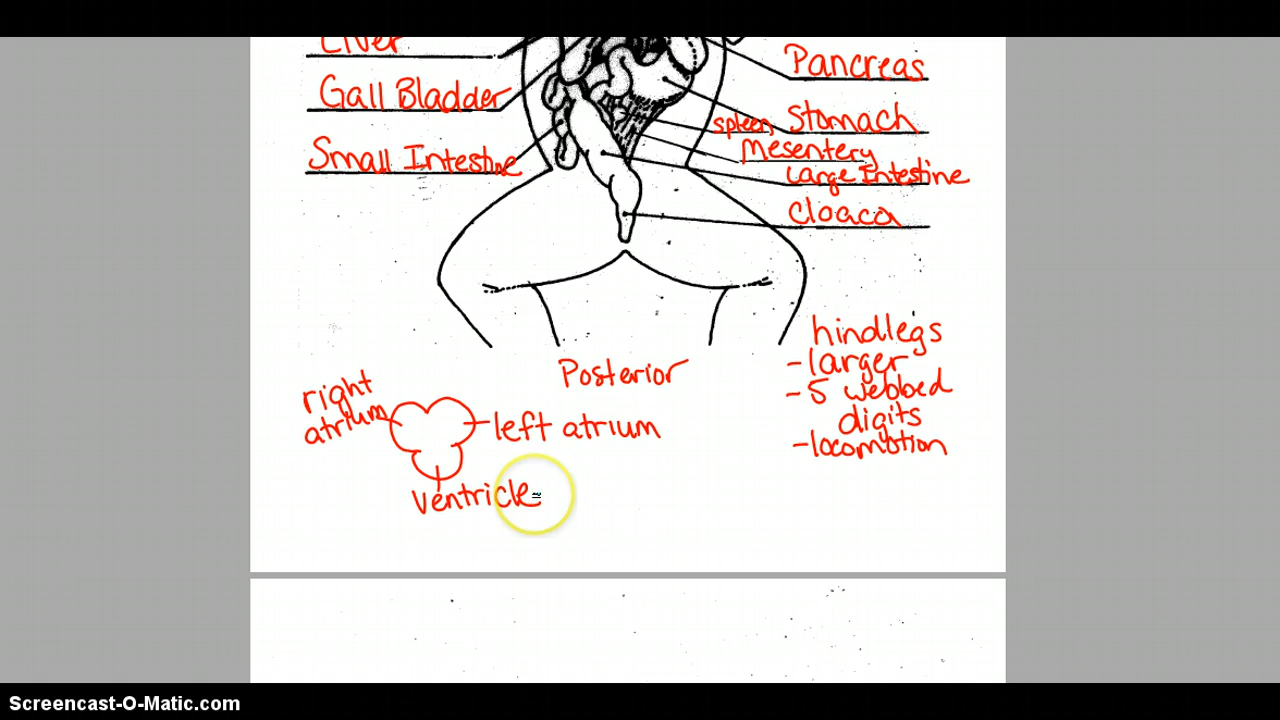 Liver
Gall Bladder
Small Intestine
Pancreas
spleen Stomach
Mesentery
Large Intestine
Cloaca
Posterior
hindlegs
- larger
- 5 webbed
digits
- locomotion
right
atrium
left atrium
Ventricle
Screencast-O-Matic.com